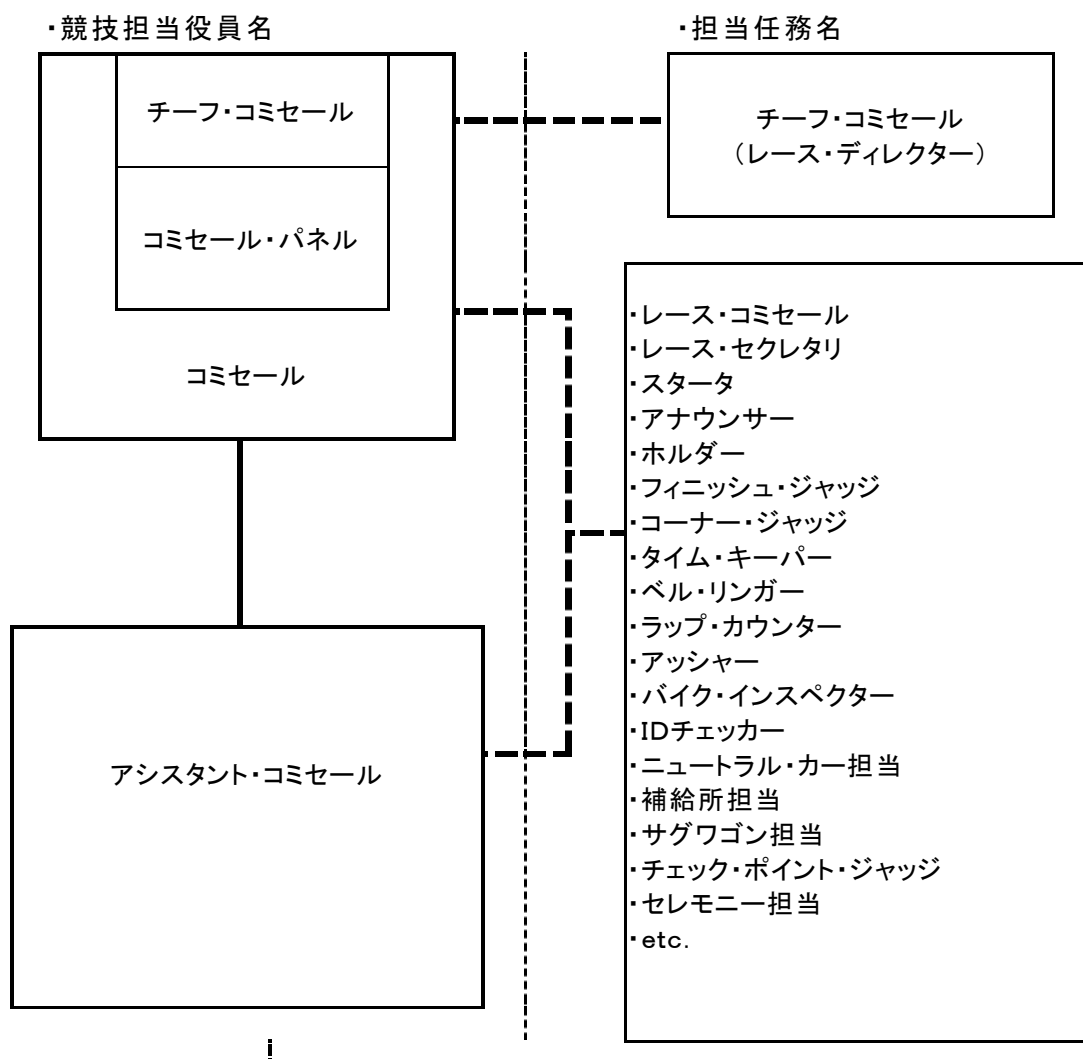 ・競技担当役員名
チーフ・コミセール
コミセール・パネル
コミセール
アシスタント・コミセール
・担当任務名
チーフ・コミセール
（レース・ディレクター）
・レース・コミセール
・レース・セクレタリ
・スタータ
・アナウンサー
・ホルダー
・フィニッシュ・ジャッジ
・コーナー・ジャッジ
・タイム・キーパー
・ベル・リンガー
・ラップ・カウンター
・アッシャー
・バイク・インスペクター
・IDチェッカー
・ニュートラル・カー担当
・補給所担当
・サグワゴン担当
・チェック・ポイント・ジャッジ
・セレモニー担当
・etc.